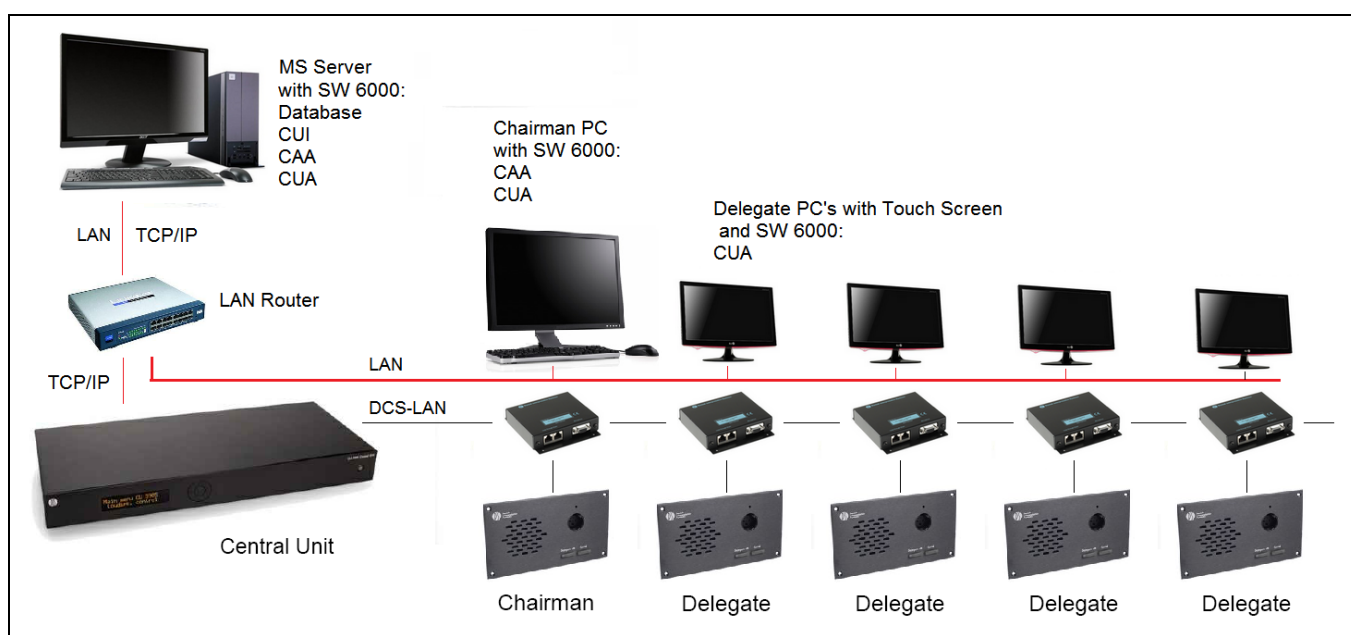 MS Server
with SW 6000:
Database
CUI
CAA
CUA
Chairman PC
with SW 6000:
CAA
CUA
Delegate PC's with Touch Screen
and SW 6000:
CUA
LAN TCP/IP
LAN Router
LAN
TCP/IP
DCS-LAN
Central Unit
Chairman
Delegate
Delegate
Delegate
Delegate